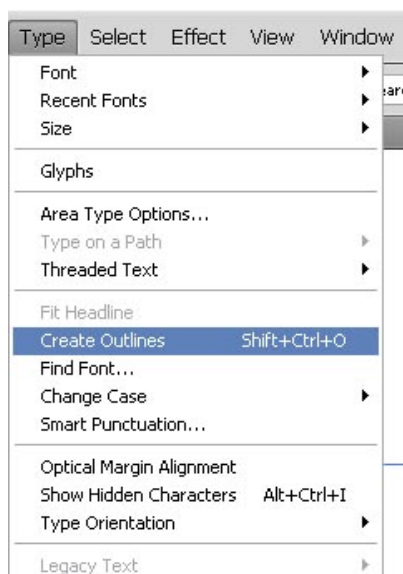 Type Select Effect View Window
Font
Recent Fonts
Size
Glyphs
Area Type Options...
Type on a Path
Threaded Text
Fit Headline
Create Outlines Shift+Ctrl+O
Find Font...
Change Case
Smart Punctuation...
Optical Margin Alignment
Show Hidden Characters Alt+Ctrl+I
Type Orientation
Legacy Text